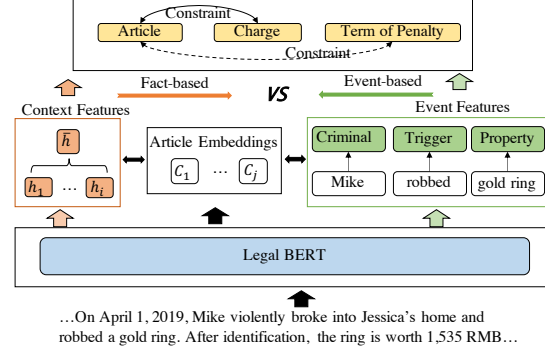 Constraint
Article Charge Term of Penalty
Constraint
Fact-based VS Event-based
Context Features Event Features
h̄ Article Embeddings Criminal Trigger Property
h₁ … hᵢ C₁ … Cⱼ Mike robbed gold ring
Legal BERT
…On April 1, 2019, Mike violently broke into Jessica's home and
robbed a gold ring. After identification, the ring is worth 1,535 RMB…